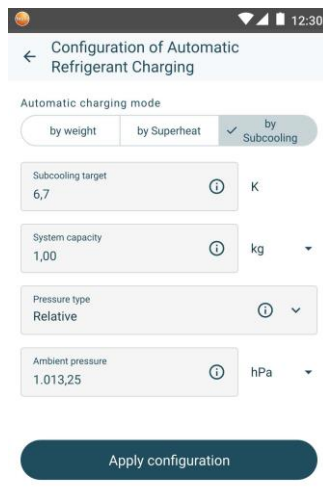 12:30
Configuration of Automatic
Refrigerant Charging
Automatic charging mode
by weight
by Superheat
by
Subcooling
Subcooling target
6,7
K
System capacity
1,00
kg
Pressure type
Relative
Ambient pressure
1.013,25
hPa
Apply configuration